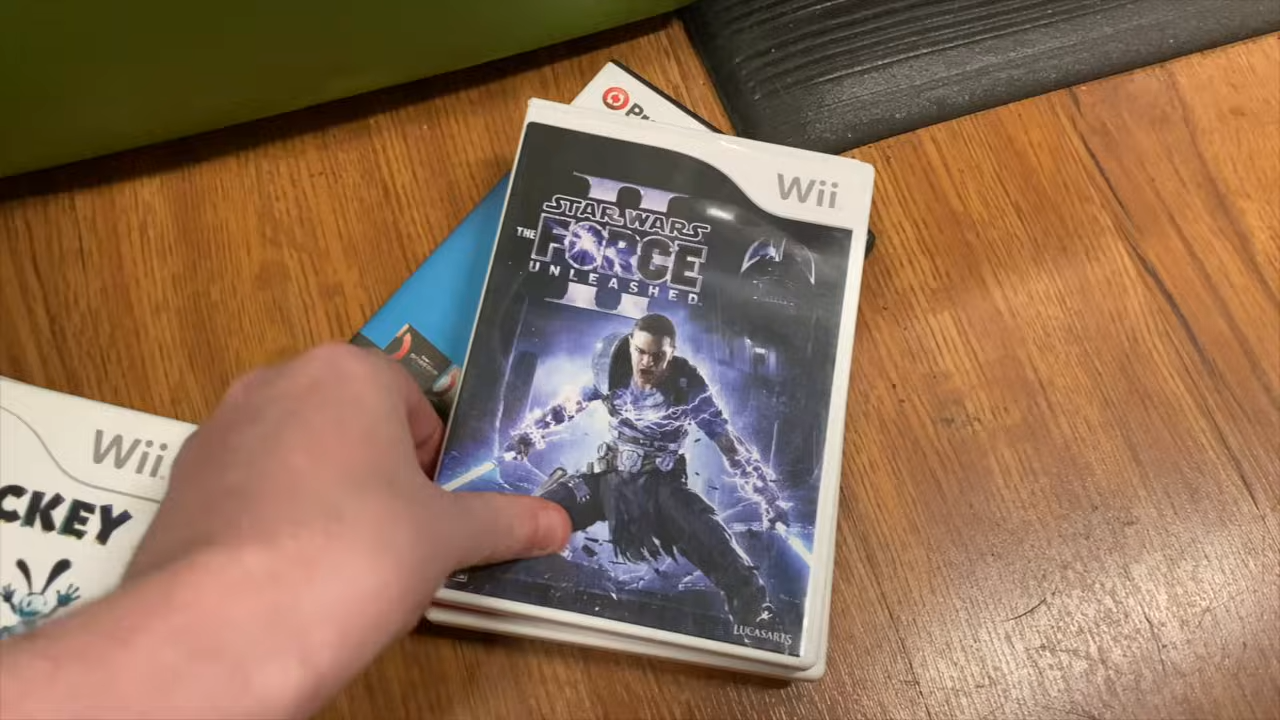 Wii
II
STAR WARS
THE FORCE
UNLEASHED
LUCASARTS
Wii
CKEY